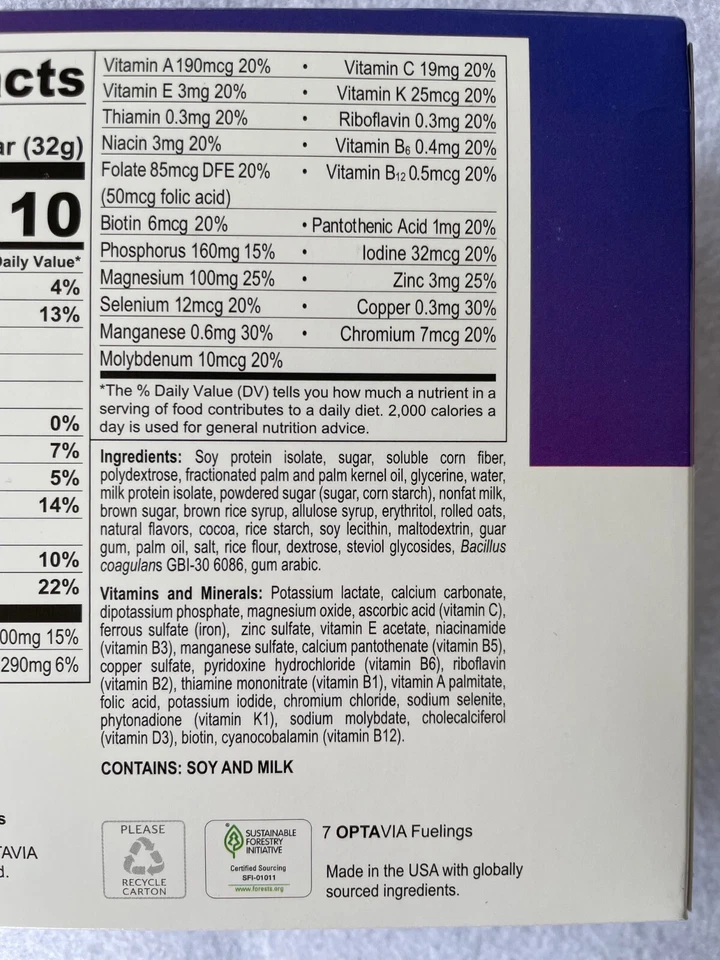 cts
ar (32g)
10
Daily Value*
4%
13%
0%
7%
5%
14%
10%
22%
00mg 15%
290mg 6%
Vitamin A 190mcg 20% • Vitamin C 19mg 20%
Vitamin E 3mg 20% • Vitamin K 25mcg 20%
Thiamin 0.3mg 20% • Riboflavin 0.3mg 20%
Niacin 3mg 20% • Vitamin B6 0.4mg 20%
Folate 85mcg DFE 20% • Vitamin B12 0.5mcg 20%
(50mcg folic acid)
Biotin 6mcg 20% • Pantothenic Acid 1mg 20%
Phosphorus 160mg 15% • Iodine 32mcg 20%
Magnesium 100mg 25% • Zinc 3mg 25%
Selenium 12mcg 20% • Copper 0.3mg 30%
Manganese 0.6mg 30% • Chromium 7mcg 20%
Molybdenum 10mcg 20%
*The % Daily Value (DV) tells you how much a nutrient in a
serving of food contributes to a daily diet. 2,000 calories a
day is used for general nutrition advice.
Ingredients: Soy protein isolate, sugar, soluble corn fiber,
polydextrose, fractionated palm and palm kernel oil, glycerine, water,
milk protein isolate, powdered sugar (sugar, corn starch), nonfat milk,
brown sugar, brown rice syrup, allulose syrup, erythritol, rolled oats,
natural flavors, cocoa, rice starch, soy lecithin, maltodextrin, guar
gum, palm oil, salt, rice flour, dextrose, steviol glycosides, Bacillus
coagulans GBI-30 6086, gum arabic.
Vitamins and Minerals: Potassium lactate, calcium carbonate,
dipotassium phosphate, magnesium oxide, ascorbic acid (vitamin C),
ferrous sulfate (iron), zinc sulfate, vitamin E acetate, niacinamide
(vitamin B3), manganese sulfate, calcium pantothenate (vitamin B5),
copper sulfate, pyridoxine hydrochloride (vitamin B6), riboflavin
(vitamin B2), thiamine mononitrate (vitamin B1), vitamin A palmitate,
folic acid, potassium iodide, chromium chloride, sodium selenite,
phytonadione (vitamin K1), sodium molybdate, cholecalciferol
(vitamin D3), biotin, cyanocobalamin (vitamin B12).
CONTAINS: SOY AND MILK
s
TAVIA
d.
PLEASE
RECYCLE
CARTON
SUSTAINABLE
FORESTRY
INITIATIVE
Certified Sourcing
SFI-01011
www.forests.org
7 OPTAVIA Fuelings
Made in the USA with globally
sourced ingredients.